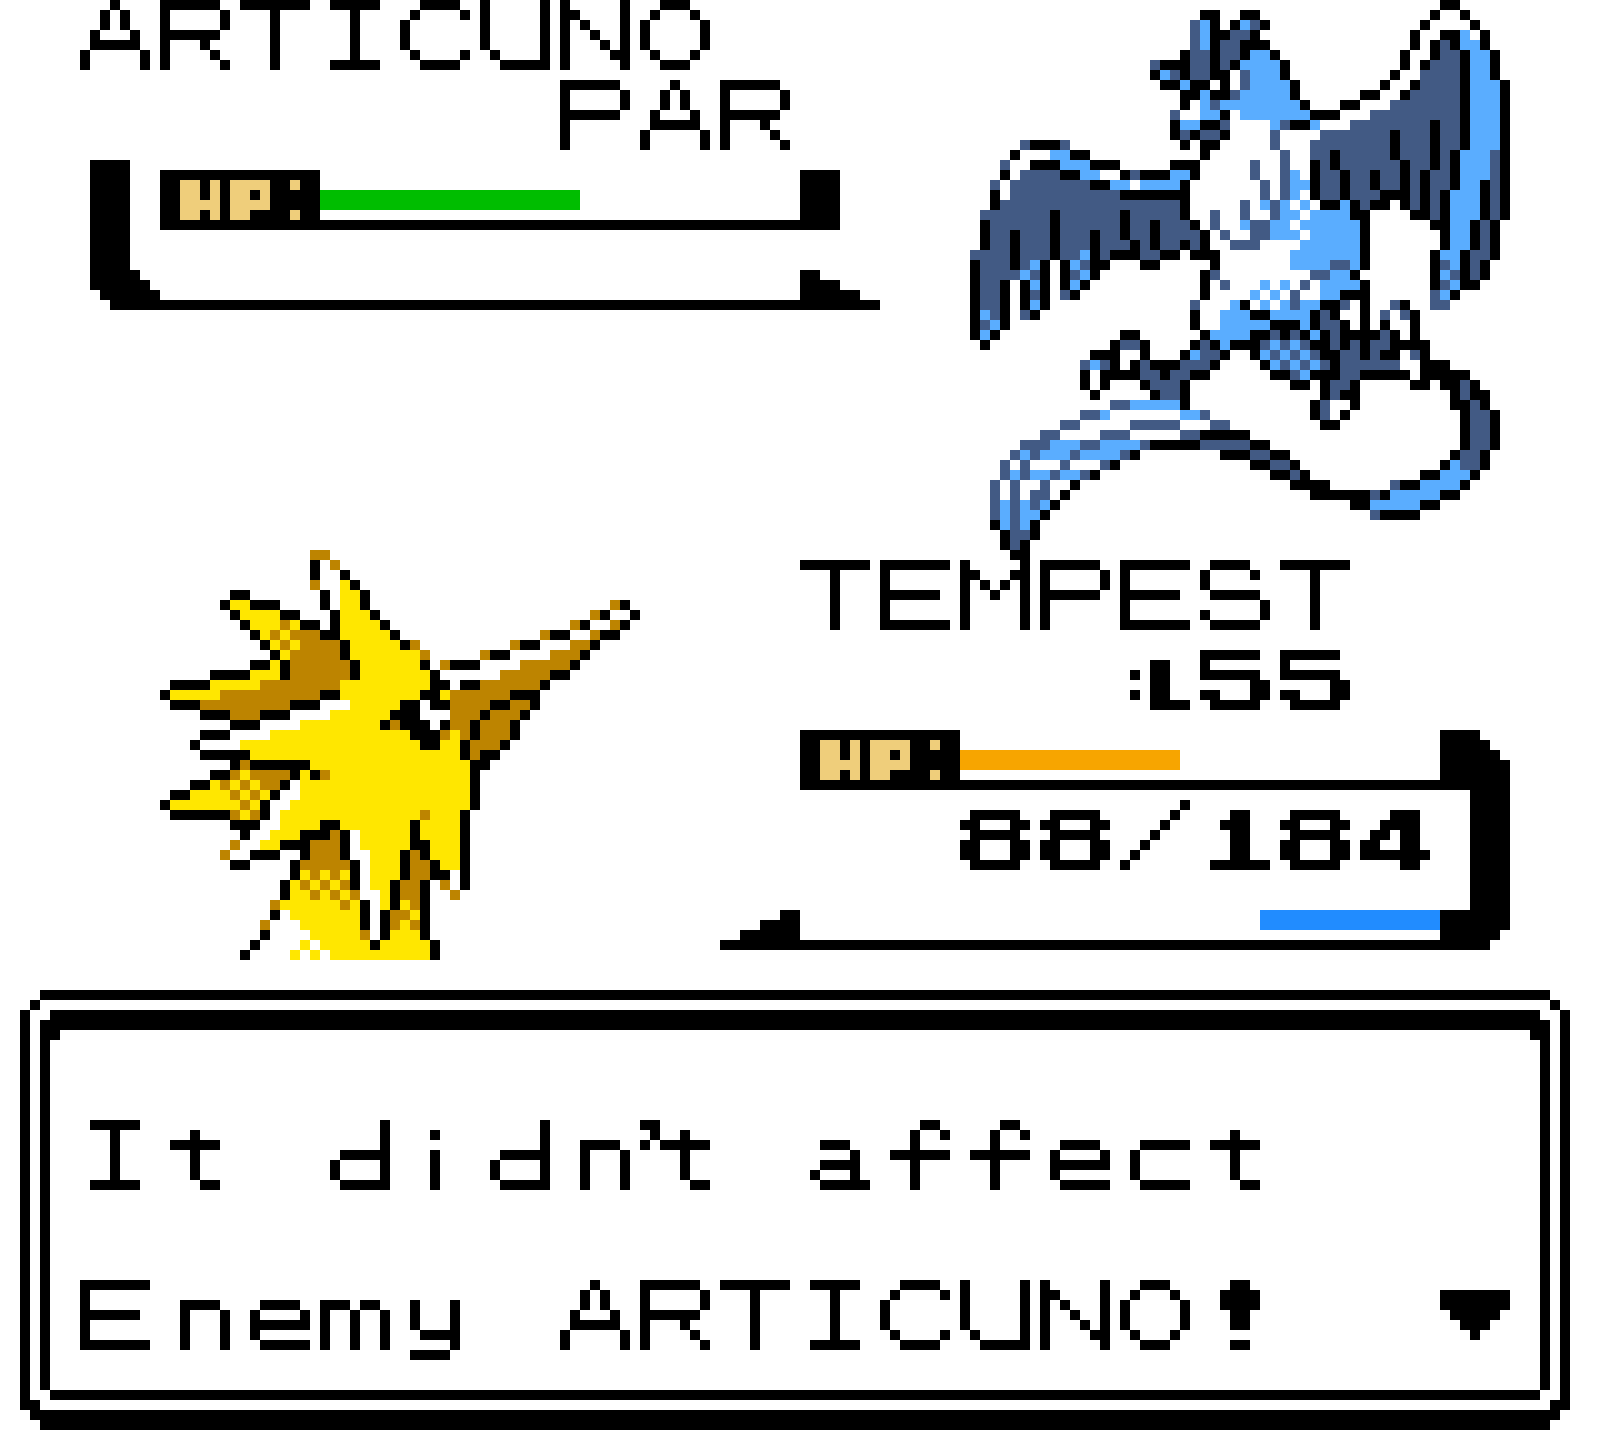 ARTICUNO
PAR
HP:
TEMPEST
:L55
HP:
88/184
It didn't affect
Enemy ARTICUNO!